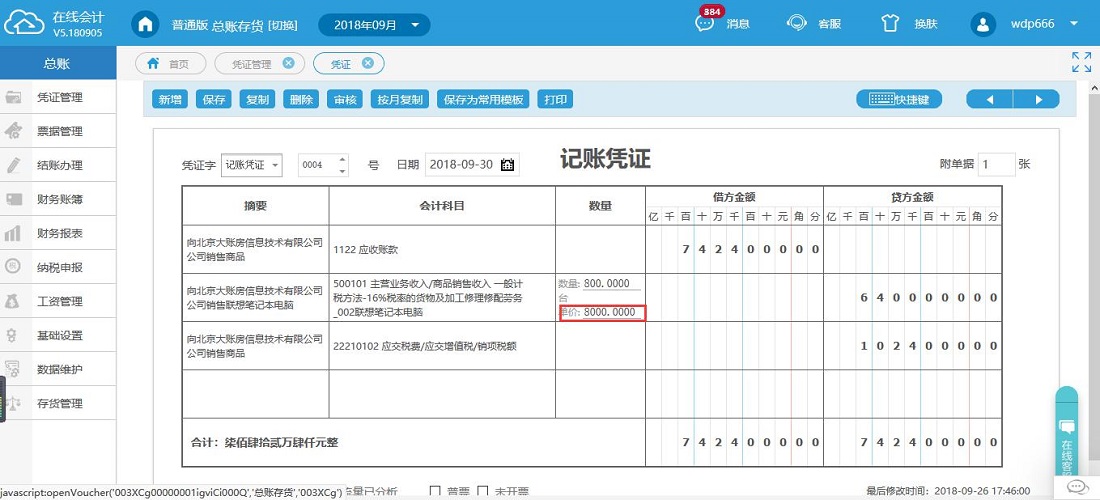 在线会计
V5.180905
普通版 总账存货 [切换]
2018年09月
384
消息
客服
换肤
wdp666
总账
首页
凭证管理
凭证
凭证管理
票据管理
结账办理
财务账簿
财务报表
纳税申报
工资管理
基础设置
数据维护
存货管理
新增
保存
复制
删除
审核
按月复制
保存为常用模板
打印
快捷键
凭证字 记账凭证 0004 号 日期 2018-09-30
记账凭证
附单据 1 张
摘要 会计科目 数量 借方金额 贷方金额
亿 千 百 十 万 千 百 十 元 角 分 亿 千 百 十 万 千 百 十 元 角 分
向北京大账房信息技术有限公司
公司销售商品
1122 应收账款
7 4 2 4 0 0 0 0 0
向北京大账房信息技术有限公司
公司销售联想笔记本电脑
500101 主营业务收入/商品销售收入 一般计
税方法-16%税率的货物及加工修理修配劳务
_002联想笔记本电脑
数量: 800.0000
台
单价: 8000.0000
6 4 0 0 0 0 0 0 0
向北京大账房信息技术有限公司
公司销售商品
22210102 应交税费/应交增值税/销项税额
1 0 2 4 0 0 0 0 0
合计：柒佰肆拾贰万肆仟元整
7 4 2 4 0 0 0 0 0
7 4 2 4 0 0 0 0 0
在线客
javascript:openVoucher('003XCg00000001igviCi000Q','总账存货','003XCg')
流量已分析
普票
未开票
最后修改时间：2018-09-26 17:46:00